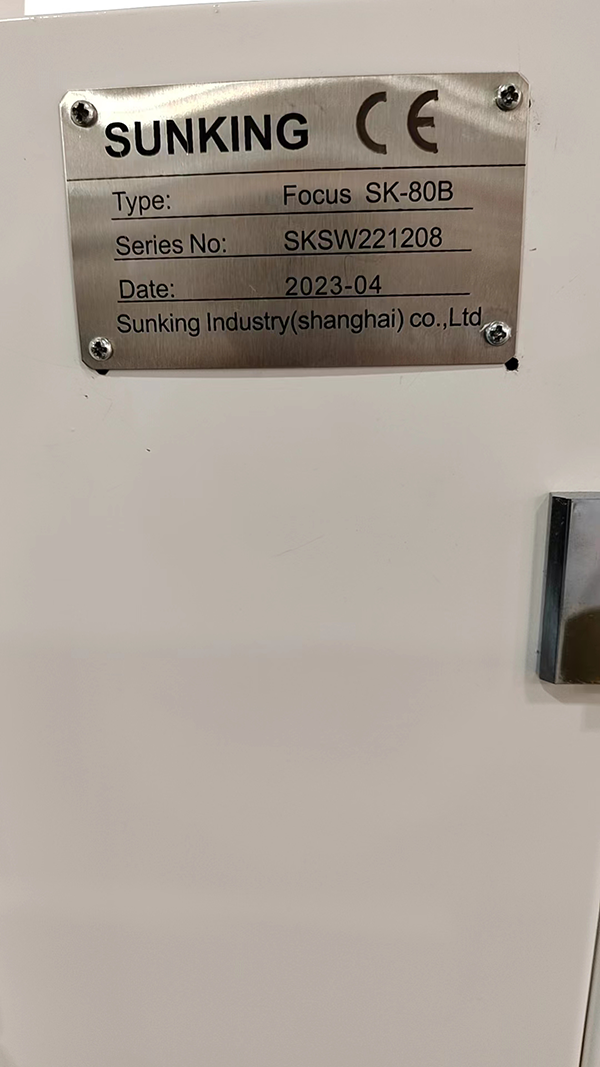 SUNKING CE
Type: Focus SK-80B
Series No: SKSW221208
Date: 2023-04
Sunking Industry(shanghai) co.,Ltd